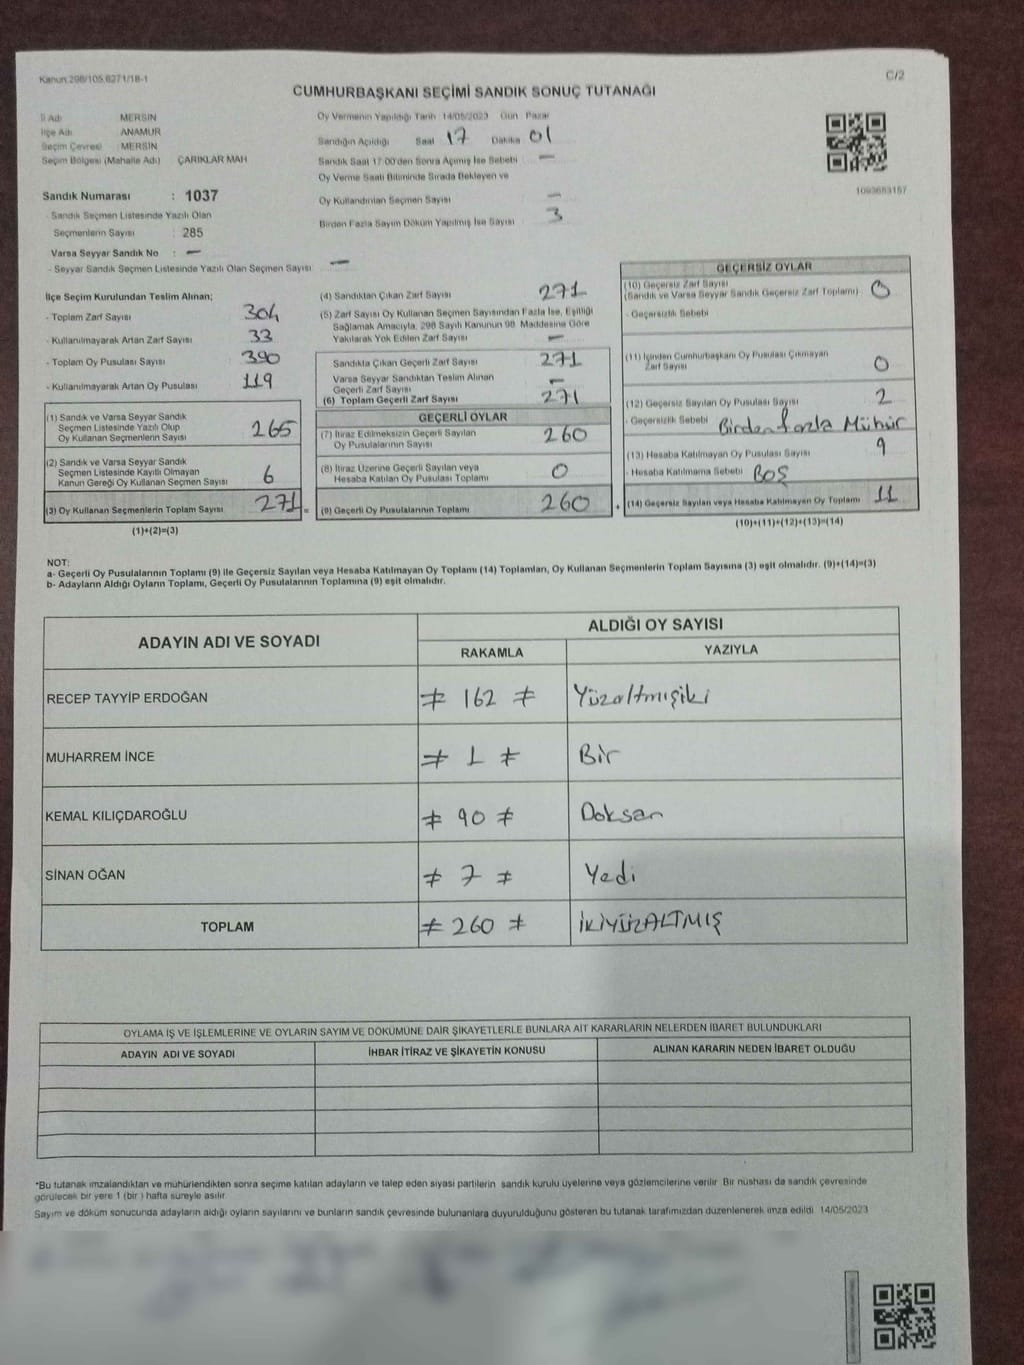 Kanun:298/105,6271/18-1
C/2
CUMHURBAŞKANI SEÇİMİ SANDIK SONUÇ TUTANAĞI
İl Adı MERSİN
İlçe Adı ANAMUR
Seçim Çevresi MERSİN
Seçim Bölgesi (Mahalle Adı) ÇARIKLAR MAH
Sandık Numarası : 1037
- Sandık Seçmen Listesinde Yazılı Olan
Seçmenlerin Sayısı : 285
Varsa Seyyar Sandık No : —
- Seyyar Sandık Seçmen Listesinde Yazılı Olan Seçmen Sayısı —
Oy Vermenin Yapıldığı Tarih 14/05/2023 Gün Pazar
Sandığın Açıldığı Saat 17 Dakika 01
Sandık Saat 17:00'den Sonra Açımış İse Sebebi —
Oy Verme Saati Bitiminde Sırada Bekleyen ve
Oy Kullandırılan Seçmen Sayısı —
Birden Fazla Sayım Döküm Yapılmış İse Sayısı 3
1093653157
İlçe Seçim Kurulundan Teslim Alınan;
- Toplam Zarf Sayısı 304
- Kullanılmayarak Artan Zarf Sayısı 33
- Toplam Oy Pusulası Sayısı 390
- Kullanılmayarak Artan Oy Pusulası 119
(1) Sandık ve Varsa Seyyar Sandık
Seçmen Listesinde Yazılı Olup
Oy Kullanan Seçmenlerin Sayısı 265
(2) Sandık ve Varsa Seyyar Sandık
Seçmen Listesinde Kayıtlı Olmayan
Kanun Gereği Oy Kullanan Seçmen Sayısı 6
(3) Oy Kullanan Seçmenlerin Toplam Sayısı 271 =
(1)+(2)=(3)
(4) Sandıktan Çıkan Zarf Sayısı 271
(5) Zarf Sayısı Oy Kullanan Seçmen Sayısından Fazla İse, Eşitliği
Sağlamak Amacıyla, 298 Sayılı Kanunun 98. Maddesine Göre
Yakılarak Yok Edilen Zarf Sayısı —
Sandıkta Çıkan Geçerli Zarf Sayısı 271
Varsa Seyyar Sandıktan Teslim Alınan
Geçerli Zarf Sayısı —
(6) Toplam Geçerli Zarf Sayısı 271
GEÇERLİ OYLAR
(7) İtiraz Edilmeksizin Geçerli Sayılan
Oy Pusulalarının Sayısı 260
(8) İtiraz Üzerine Geçerli Sayılan veya
Hesaba Katılan Oy Pusulası Toplamı 0
(9) Geçerli Oy Pusulalarının Toplamı 260 +
GEÇERSİZ OYLAR
(10) Geçersiz Zarf Sayısı
(Sandık ve Varsa Seyyar Sandık Geçersiz Zarf Toplamı) 0
- Geçersizlik Sebebi
(11) İçinden Cumhurbaşkanı Oy Pusulası Çıkmayan
Zarf Sayısı 0
(12) Geçersiz Sayılan Oy Pusulası Sayısı 2
- Geçersizlik Sebebi Birden fazla Mühür
(13) Hesaba Katılmayan Oy Pusulası Sayısı 9
- Hesaba Katılmama Sebebi BOŞ
(14) Geçersiz Sayılan veya Hesaba Katılmayan Oy Toplamı 11
(10)+(11)+(12)+(13)=(14)
NOT:
a- Geçerli Oy Pusulalarının Toplamı (9) ile Geçersiz Sayılan veya Hesaba Katılmayan Oy Toplamı (14) Toplamları, Oy Kullanan Seçmenlerin Toplam Sayısına (3) eşit olmalıdır. (9)+(14)=(3)
b- Adayların Aldığı Oyların Toplamı, Geçerli Oy Pusulalarının Toplamına (9) eşit olmalıdır.
ADAYIN ADI VE SOYADI
ALDIĞI OY SAYISI
RAKAMLA YAZIYLA
RECEP TAYYİP ERDOĞAN ≠ 162 ≠ Yüzaltmışiki
MUHARREM İNCE ≠ 1 ≠ Bir
KEMAL KILIÇDAROĞLU ≠ 90 ≠ Doksan
SİNAN OĞAN ≠ 7 ≠ Yedi
TOPLAM ≠ 260 ≠ İKİYÜZALTMIŞ
OYLAMA İŞ VE İŞLEMLERİNE VE OYLARIN SAYIM VE DÖKÜMÜNE DAİR ŞİKAYETLERLE BUNLARA AİT KARARLARIN NELERDEN İBARET BULUNDUKLARI
ADAYIN ADI VE SOYADI İHBAR İTİRAZ VE ŞİKAYETİN KONUSU ALINAN KARARIN NEDEN İBARET OLDUĞU
*Bu tutanak imzalandıktan ve mühürlendikten sonra seçime katılan adayların ve talep eden siyasi partilerin sandık kurulu üyelerine veya gözlemcilerine verilir. Bir nüshası da sandık çevresinde
görülecek bir yere 1 (bir ) hafta süreyle asılır.
Sayım ve döküm sonucunda adayların aldığı oyların sayılarını ve bunların sandık çevresinde bulunanlara duyurulduğunu gösteren bu tutanak tarafımızdan düzenlenerek imza edildi. 14/05/2023